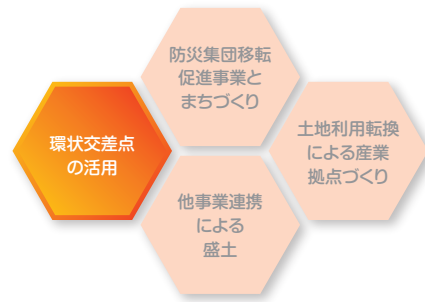 環状交差点
の活用
防災集団移転
促進事業と
まちづくり
他事業連携
による
盛土
土地利用転換
による産業
拠点づくり